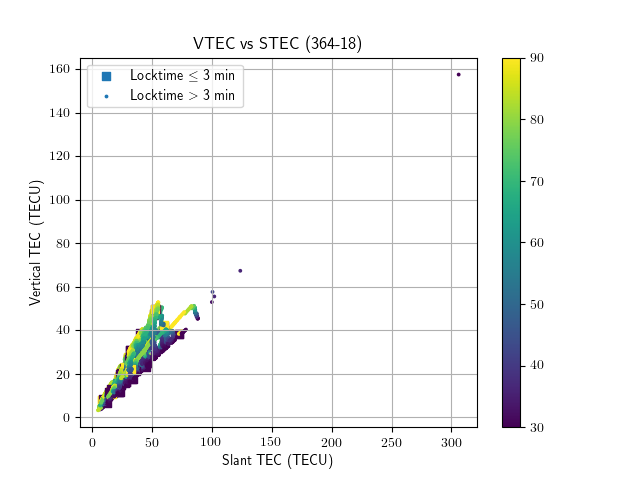 VTEC vs STEC (364-18)
Locktime ≤ 3 min
Locktime > 3 min
Vertical TEC (TECU)
160
140
120
100
80
60
40
20
0
0 50 100 150 200 250 300
Slant TEC (TECU)
90
80
70
60
50
40
30